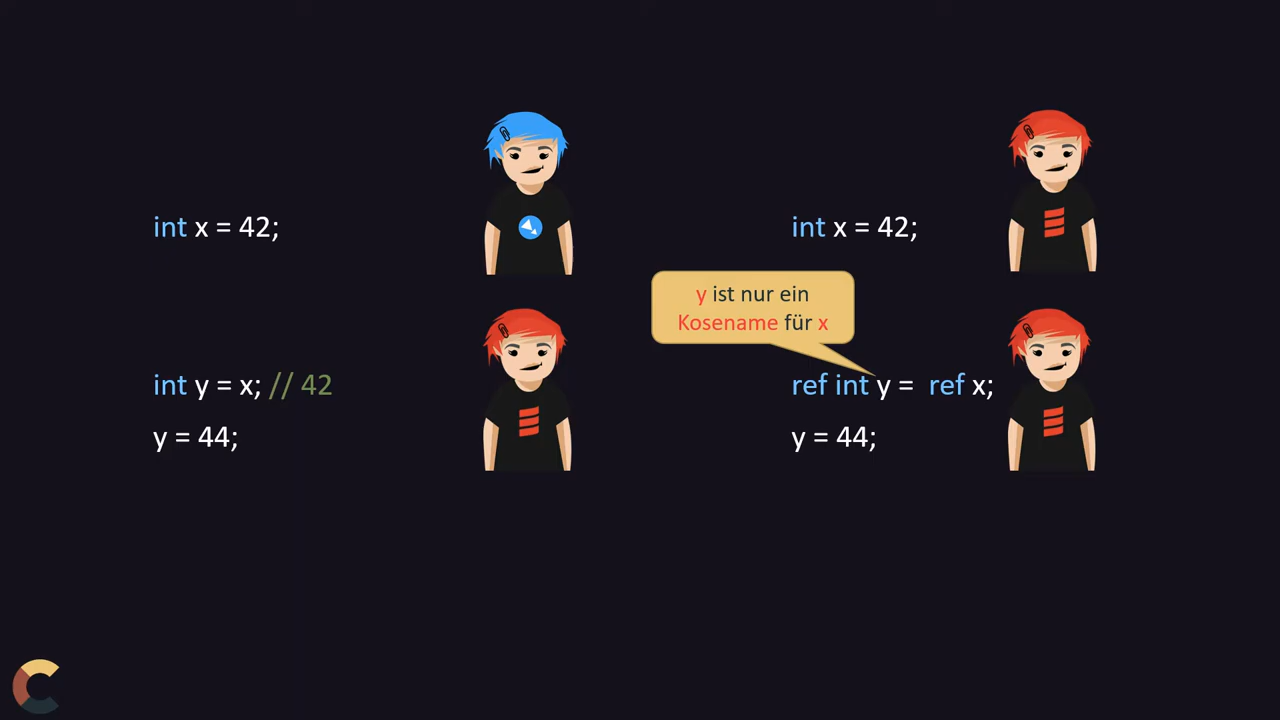 int x = 42;
int y = x; // 42
y = 44;
int x = 42;
y ist nur ein
Kosename für x
ref int y = ref x;
y = 44;